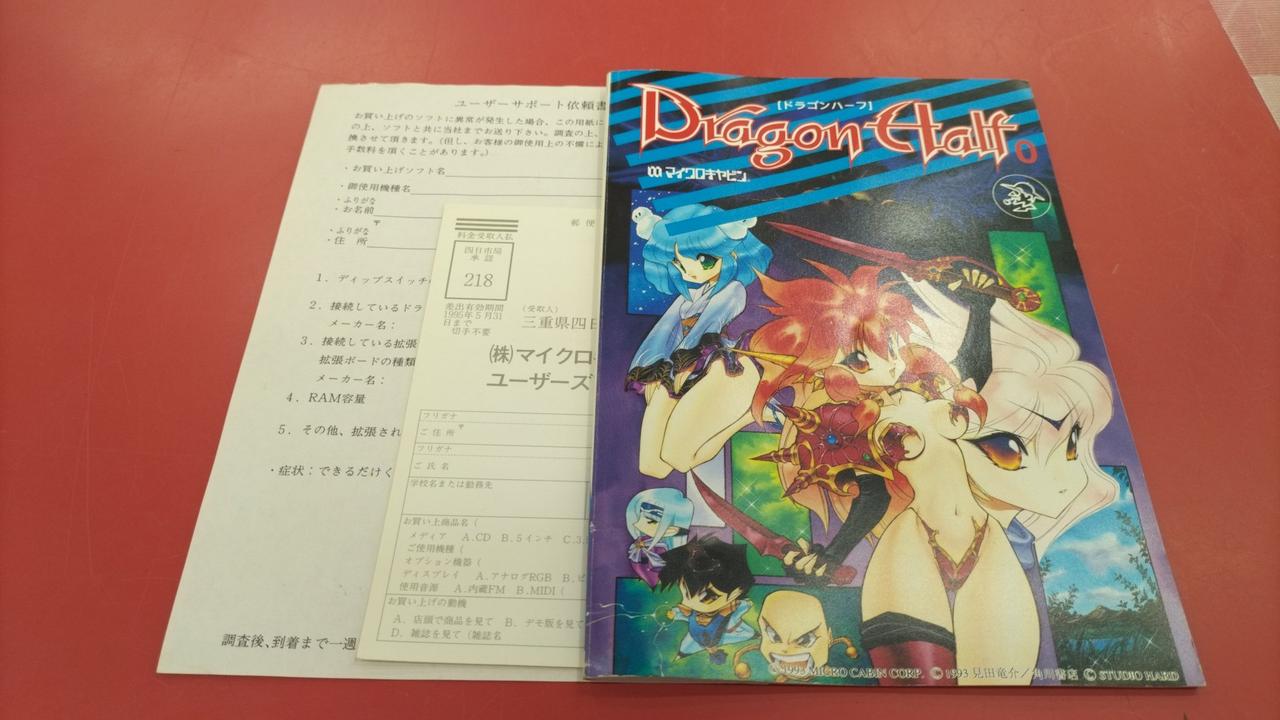 ユーザーサポート依頼書
お買い上げのソフトに異常が発生した場合、この用紙に
の上、ソフトと共に当社までお送り下さい。調査の上、
換させて頂きます。(但し、お客様の御使用上の不備によ
手数料を頂くことがあります。)
・お買い上げソフト名
・御使用機種名
・ふりがな
・お名前
〒
・ふりがな
・住 所
1. ディップスイッチ
2. 接続しているドラ
メーカー名:
3. 接続している拡張
拡張ボードの種類
メーカー名:
4. RAM容量
5. その他、拡張され
・症状:できるだけく
調査後、到着まで一週
郵 便
料金受取人払
四日市局
承 認
218
差出有効期間
1995年5月31
日まで
切手不要
(受取人)
三重県四日
(株)マイクロ
ユーザーズ
フリガナ
ご 住 所 〒
フリガナ
ご 氏 名
学校名または勤務先
お買い上商品名(
メディア A.CD B.5インチ C.3.
ご使用機種(
オプション機器(
ディスプレイ A.アナログRGB B.
使用音源 A.内蔵FM B.MIDI(
お買い上げの動機
A. 店頭で商品を見て B. デモ版を見て
D. 雑誌を見て(雑誌名
Dragon Half
[ドラゴンハーフ]
0
マイクロキャビン
©1993 MICRO CABIN CORP. ©1993 見田竜介/角川書店 ©STUDIO HARD